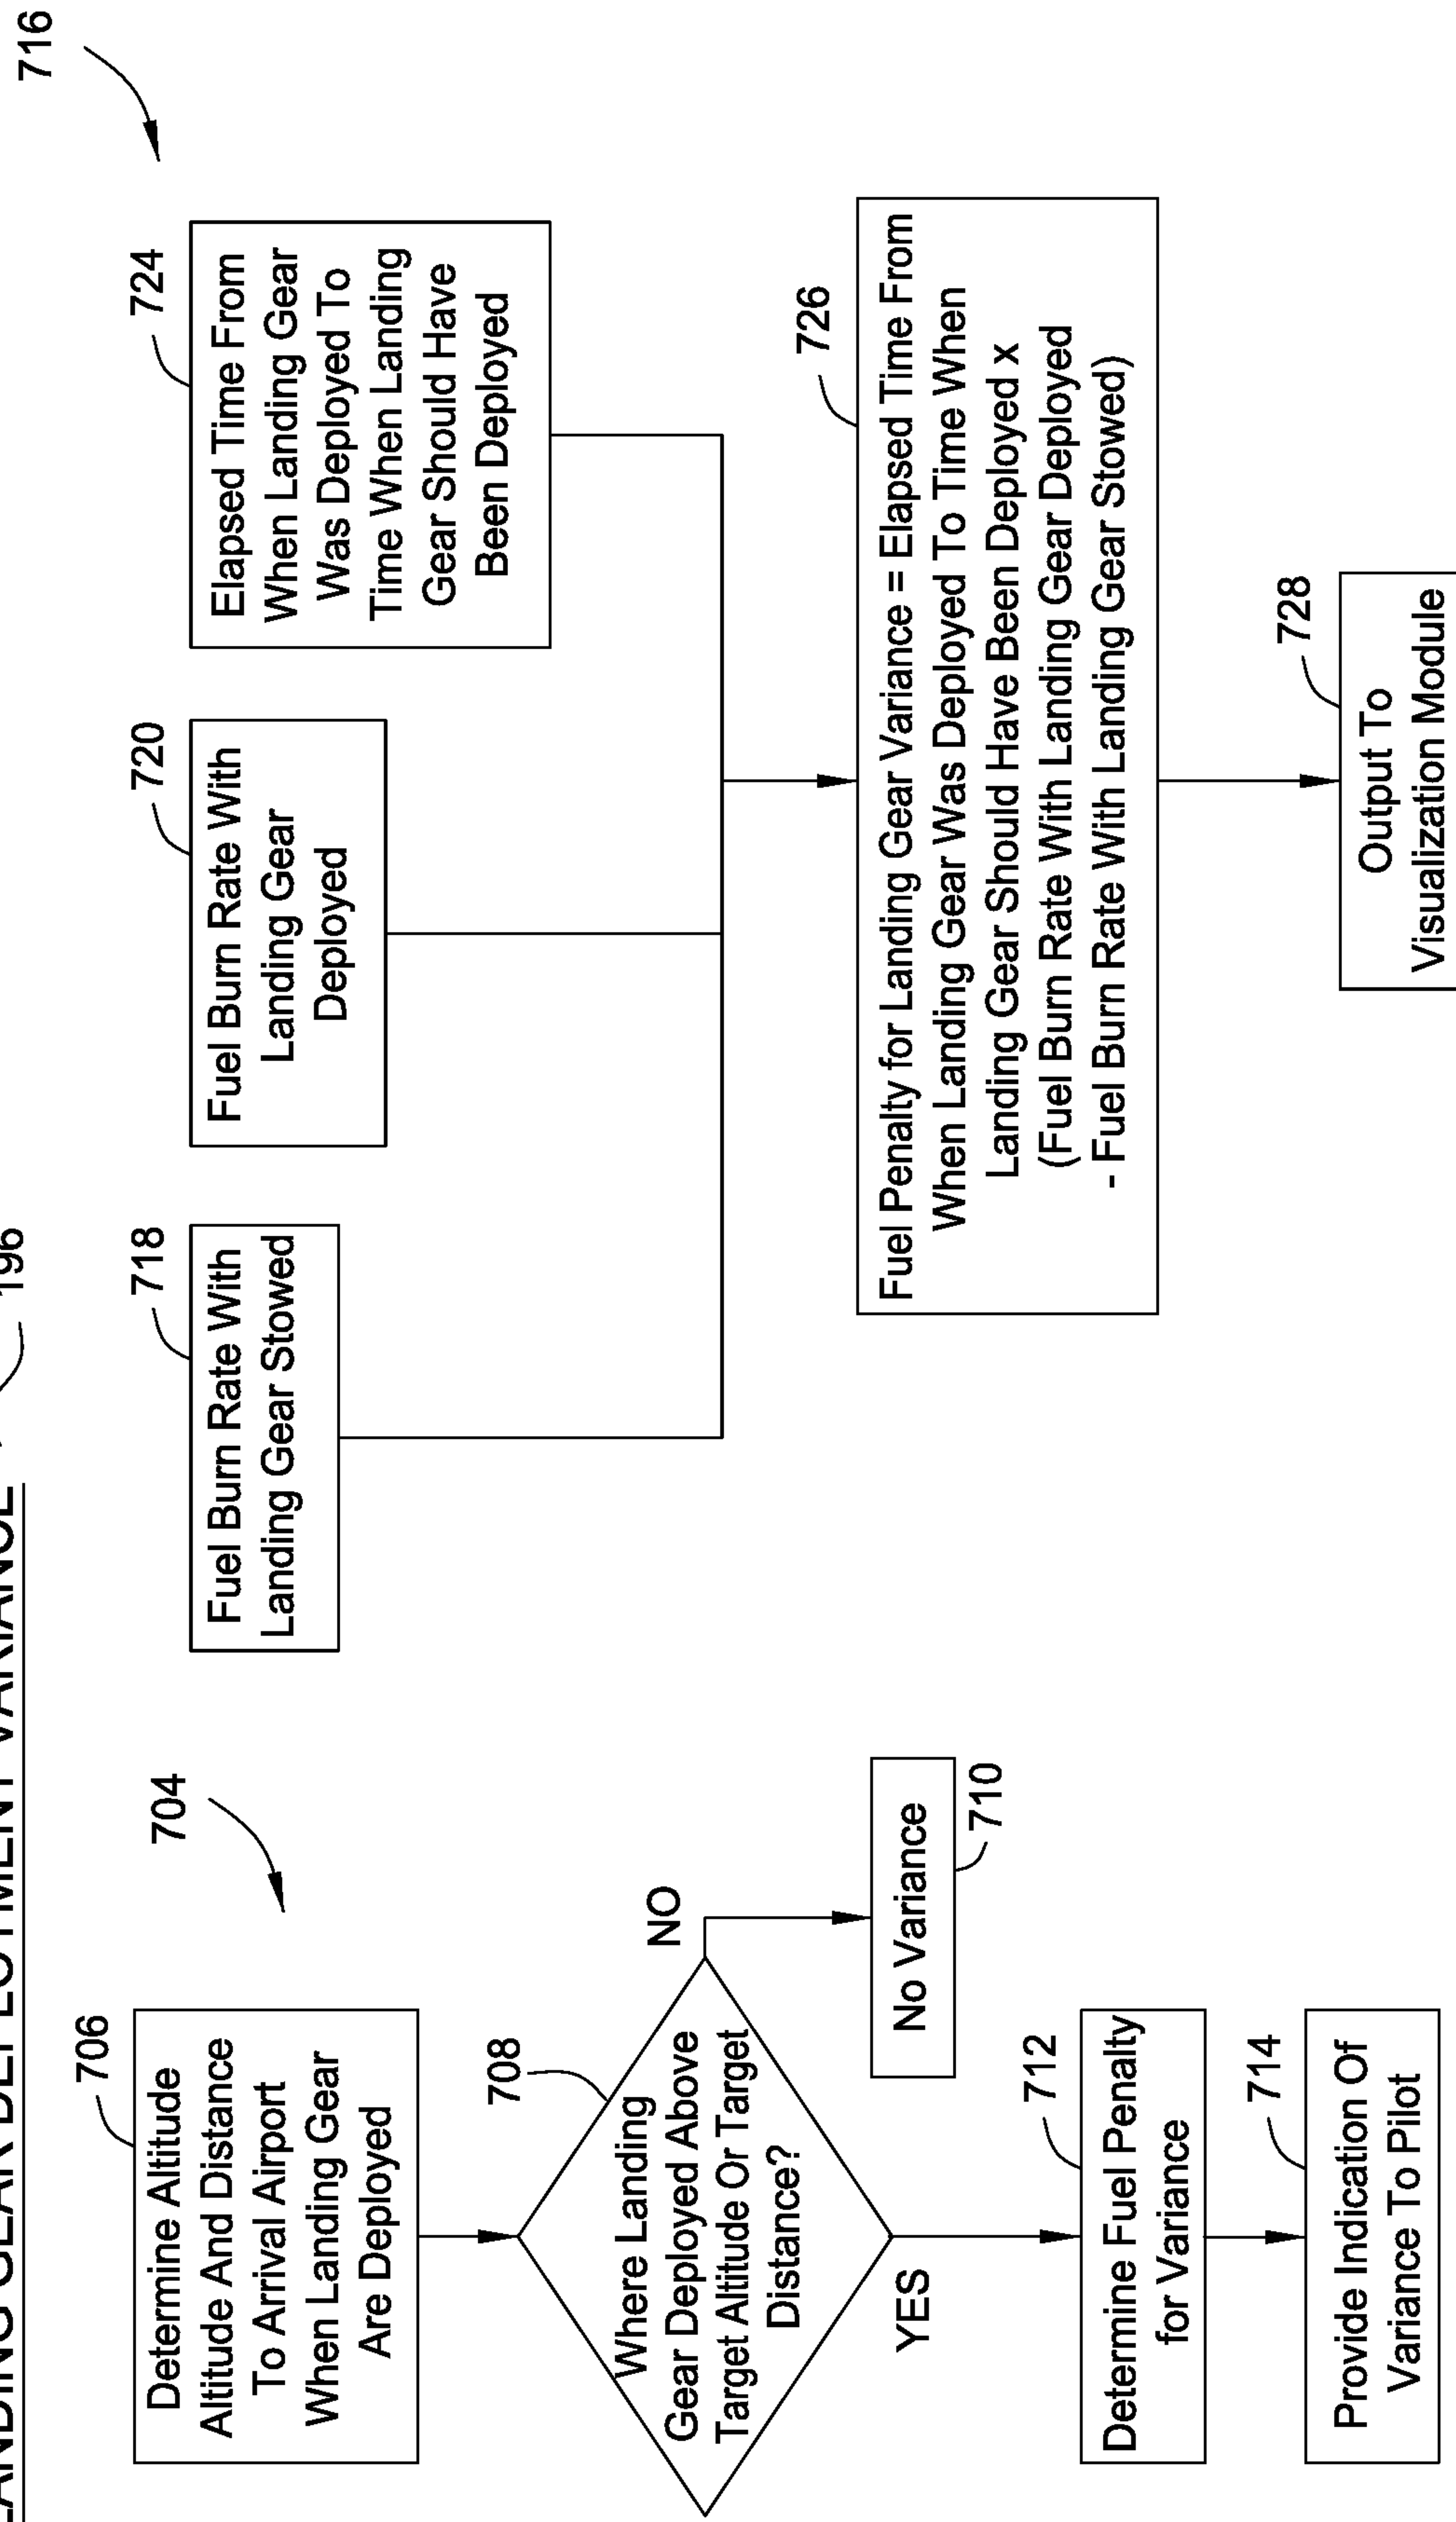 LANDING GEAR DEPLOYMENT VARIANCE
196
704
706
Determine Altitude
Altitude And Distance
To Arrival Airport
When Landing Gear
Are Deployed
708
Where Landing
Gear Deployed Above
Target Altitude Or Target
Distance?
NO
No Variance
710
YES
712
Determine Fuel Penalty
for Variance
714
Provide Indication Of
Variance To Pilot
716
718
Fuel Burn Rate With
Landing Gear Stowed
720
Fuel Burn Rate With
Landing Gear
Deployed
724
Elapsed Time From
When Landing Gear
Was Deployed To
Time When Landing
Gear Should Have
Been Deployed
726
Fuel Penalty for Landing Gear Variance = Elapsed Time From
When Landing Gear Was Deployed To Time When
Landing Gear Should Have Been Deployed x
(Fuel Burn Rate With Landing Gear Deployed
- Fuel Burn Rate With Landing Gear Stowed)
728
Output To
Visualization Module